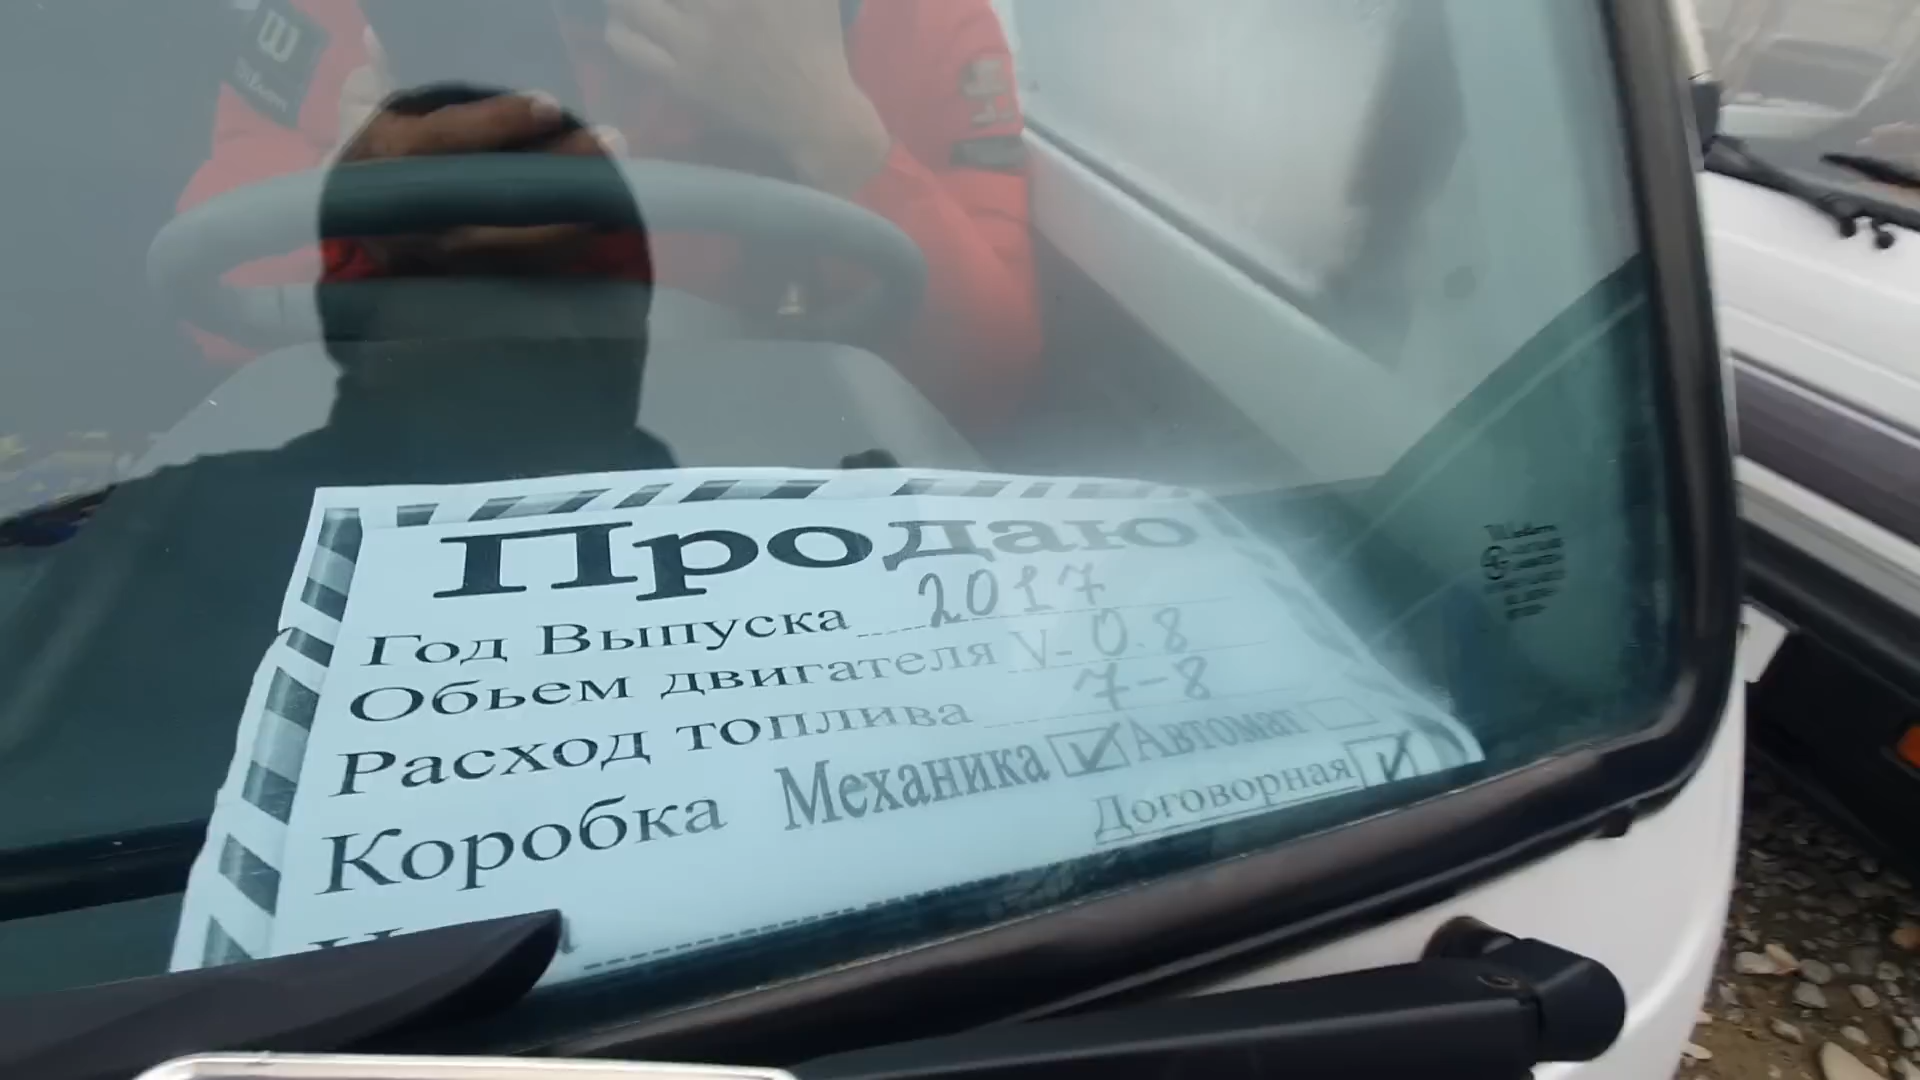 Продаю
Год Выпуска 2017
Обьем двигателя V-0.8
Расход топлива 7-8
Коробка Механика ✓ Автомат
Договорная ✓